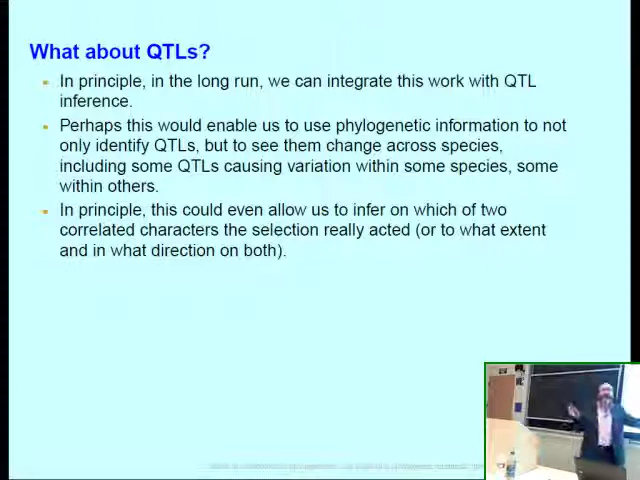 What about QTLs?
In principle, in the long run, we can integrate this work with QTL
inference.
Perhaps this would enable us to use phylogenetic information to not
only identify QTLs, but to see them change across species,
including some QTLs causing variation within some species, some
within others.
In principle, this could even allow us to infer on which of two
correlated characters the selection really acted (or to what extent
and in what direction on both).